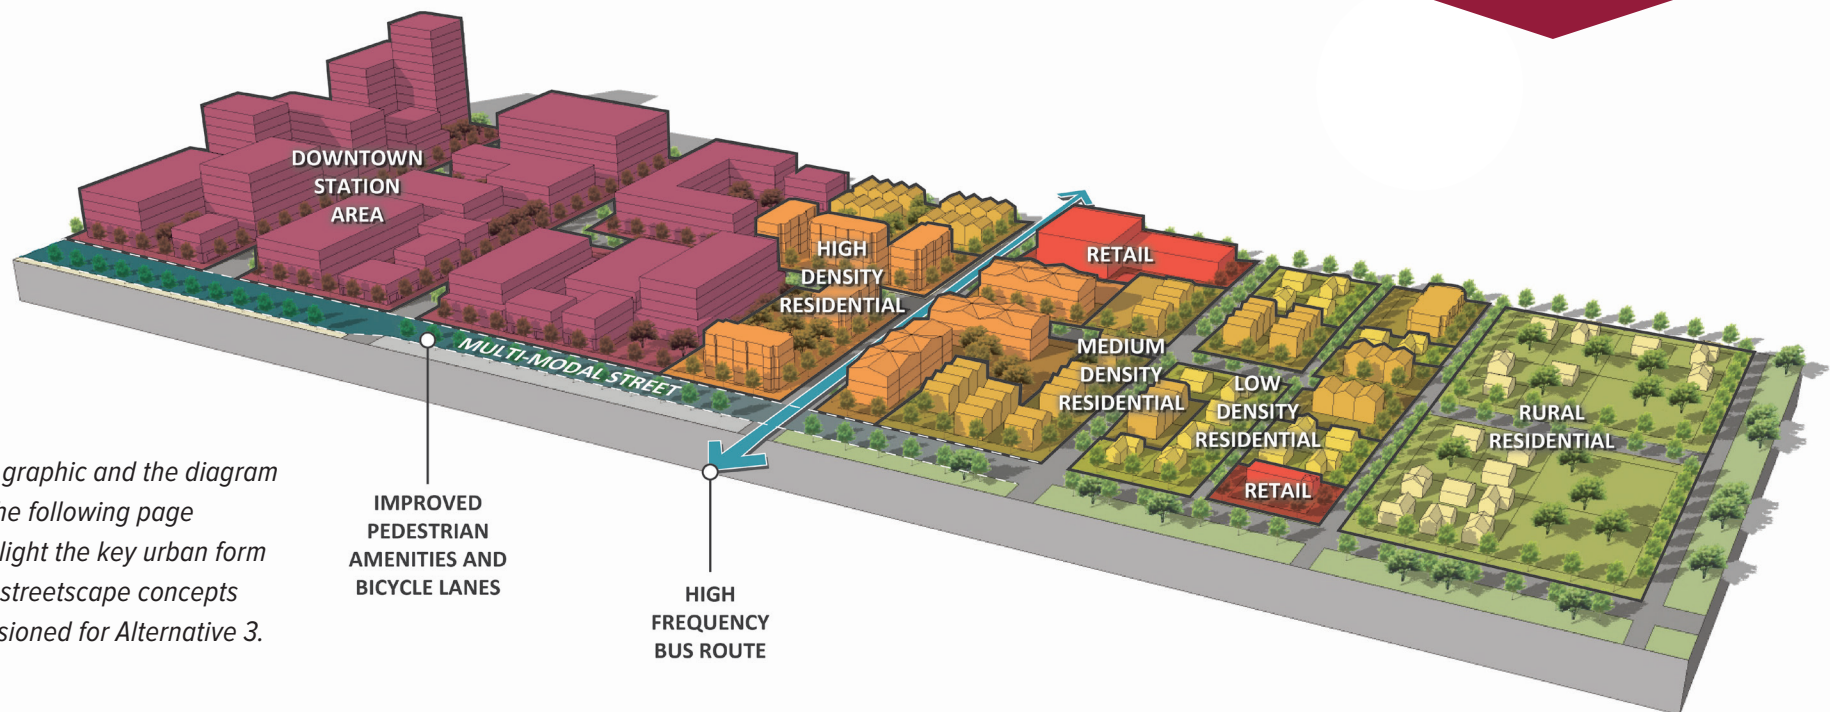 DOWNTOWN
STATION
AREA
HIGH
DENSITY
RESIDENTIAL
RETAIL
MULTI-MODAL STREET
MEDIUM
DENSITY
RESIDENTIAL
LOW
DENSITY
RESIDENTIAL
RETAIL
RURAL
RESIDENTIAL
graphic and the diagram
following page
light the key urban form
streetscape concepts
for Alternative 3.
IMPROVED
PEDESTRIAN
AMENITIES AND
BICYCLE LANES
HIGH
FREQUENCY
BUS ROUTE